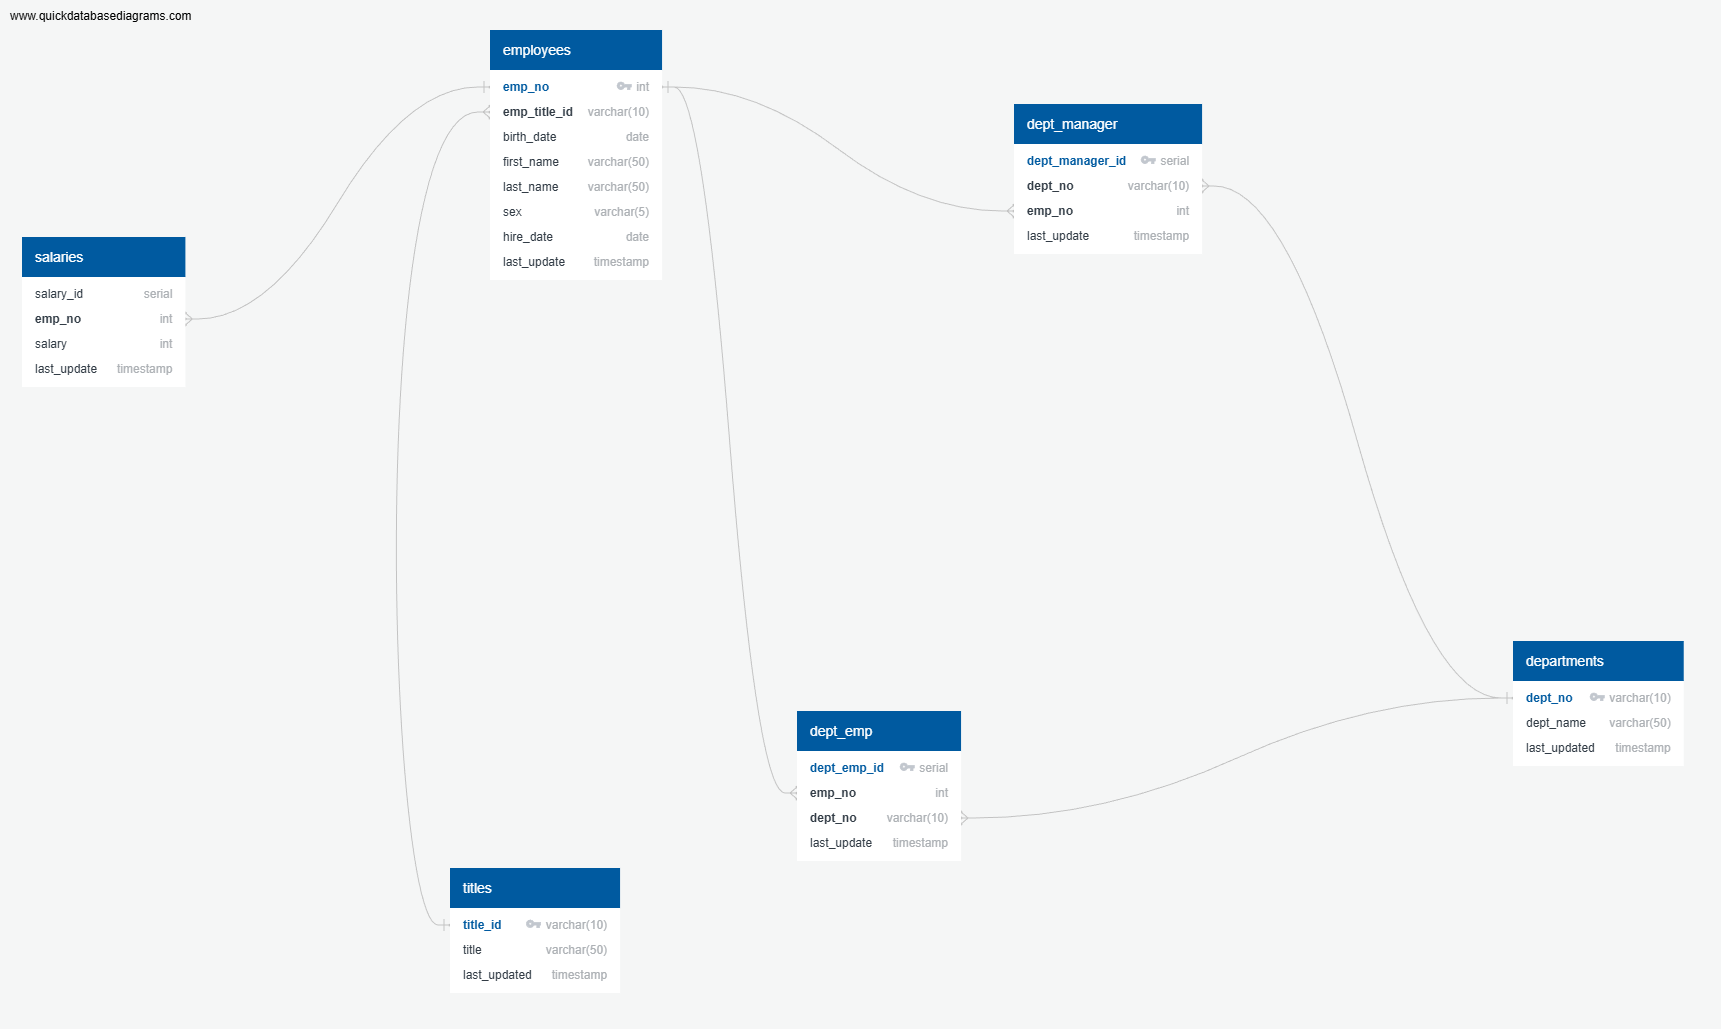 www.quickdatabasediagrams.com
employees
emp_no int
emp_title_id varchar(10)
birth_date date
first_name varchar(50)
last_name varchar(50)
sex varchar(5)
hire_date date
last_update timestamp
dept_manager
dept_manager_id serial
dept_no varchar(10)
emp_no int
last_update timestamp
salaries
salary_id serial
emp_no int
salary int
last_update timestamp
departments
dept_no varchar(10)
dept_name varchar(50)
last_updated timestamp
dept_emp
dept_emp_id serial
emp_no int
dept_no varchar(10)
last_update timestamp
titles
title_id varchar(10)
title varchar(50)
last_updated timestamp